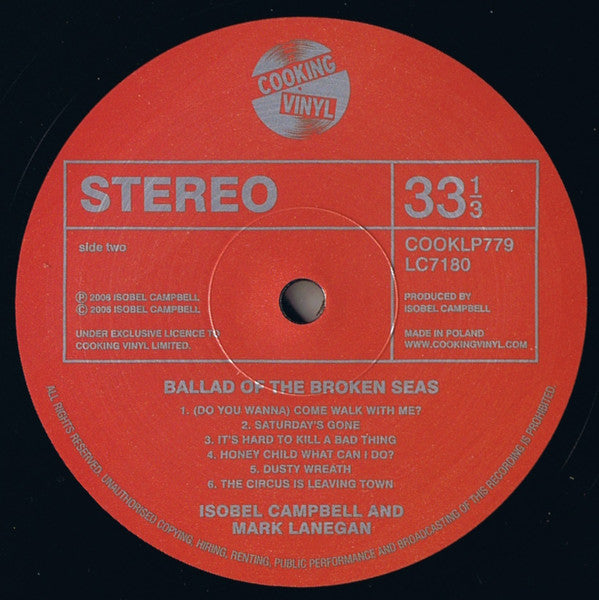 COOKING
VINYL
STEREO
33 1/3
side two
COOKLP779
LC7180
Ⓟ 2006 ISOBEL CAMPBELL
© 2006 ISOBEL CAMPBELL
PRODUCED BY
ISOBEL CAMPBELL
UNDER EXCLUSIVE LICENCE TO
COOKING VINYL LIMITED.
MADE IN POLAND
WWW.COOKINGVINYL.COM
BALLAD OF THE BROKEN SEAS
1. (DO YOU WANNA) COME WALK WITH ME?
2. SATURDAY'S GONE
3. IT'S HARD TO KILL A BAD THING
4. HONEY CHILD WHAT CAN I DO?
5. DUSTY WREATH
6. THE CIRCUS IS LEAVING TOWN
ISOBEL CAMPBELL AND
MARK LANEGAN
ALL RIGHTS RESERVED. UNAUTHORISED COPYING, HIRING, RENTING, PUBLIC PERFORMANCE AND BROADCASTING OF THIS RECORDING IS PROHIBITED.